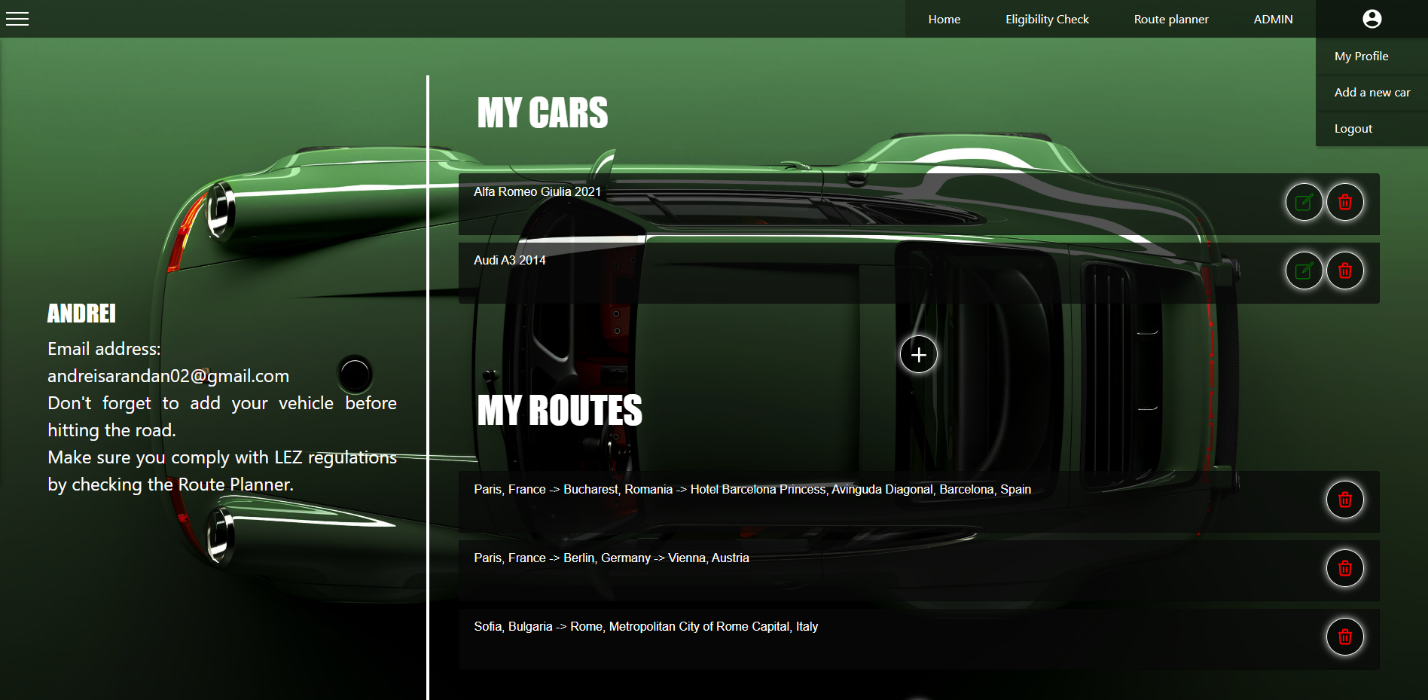 Home
Eligibility Check
Route planner
ADMIN
My Profile
Add a new car
Logout
ANDREI
Email address:
andreisarandan02@gmail.com
Don't forget to add your vehicle before
hitting the road.
Make sure you comply with LEZ regulations
by checking the Route Planner.
MY CARS
Alfa Romeo Giulia 2021
Audi A3 2014
MY ROUTES
Paris, France -> Bucharest, Romania -> Hotel Barcelona Princess, Avinguda Diagonal, Barcelona, Spain
Paris, France -> Berlin, Germany -> Vienna, Austria
Sofia, Bulgaria -> Rome, Metropolitan City of Rome Capital, Italy